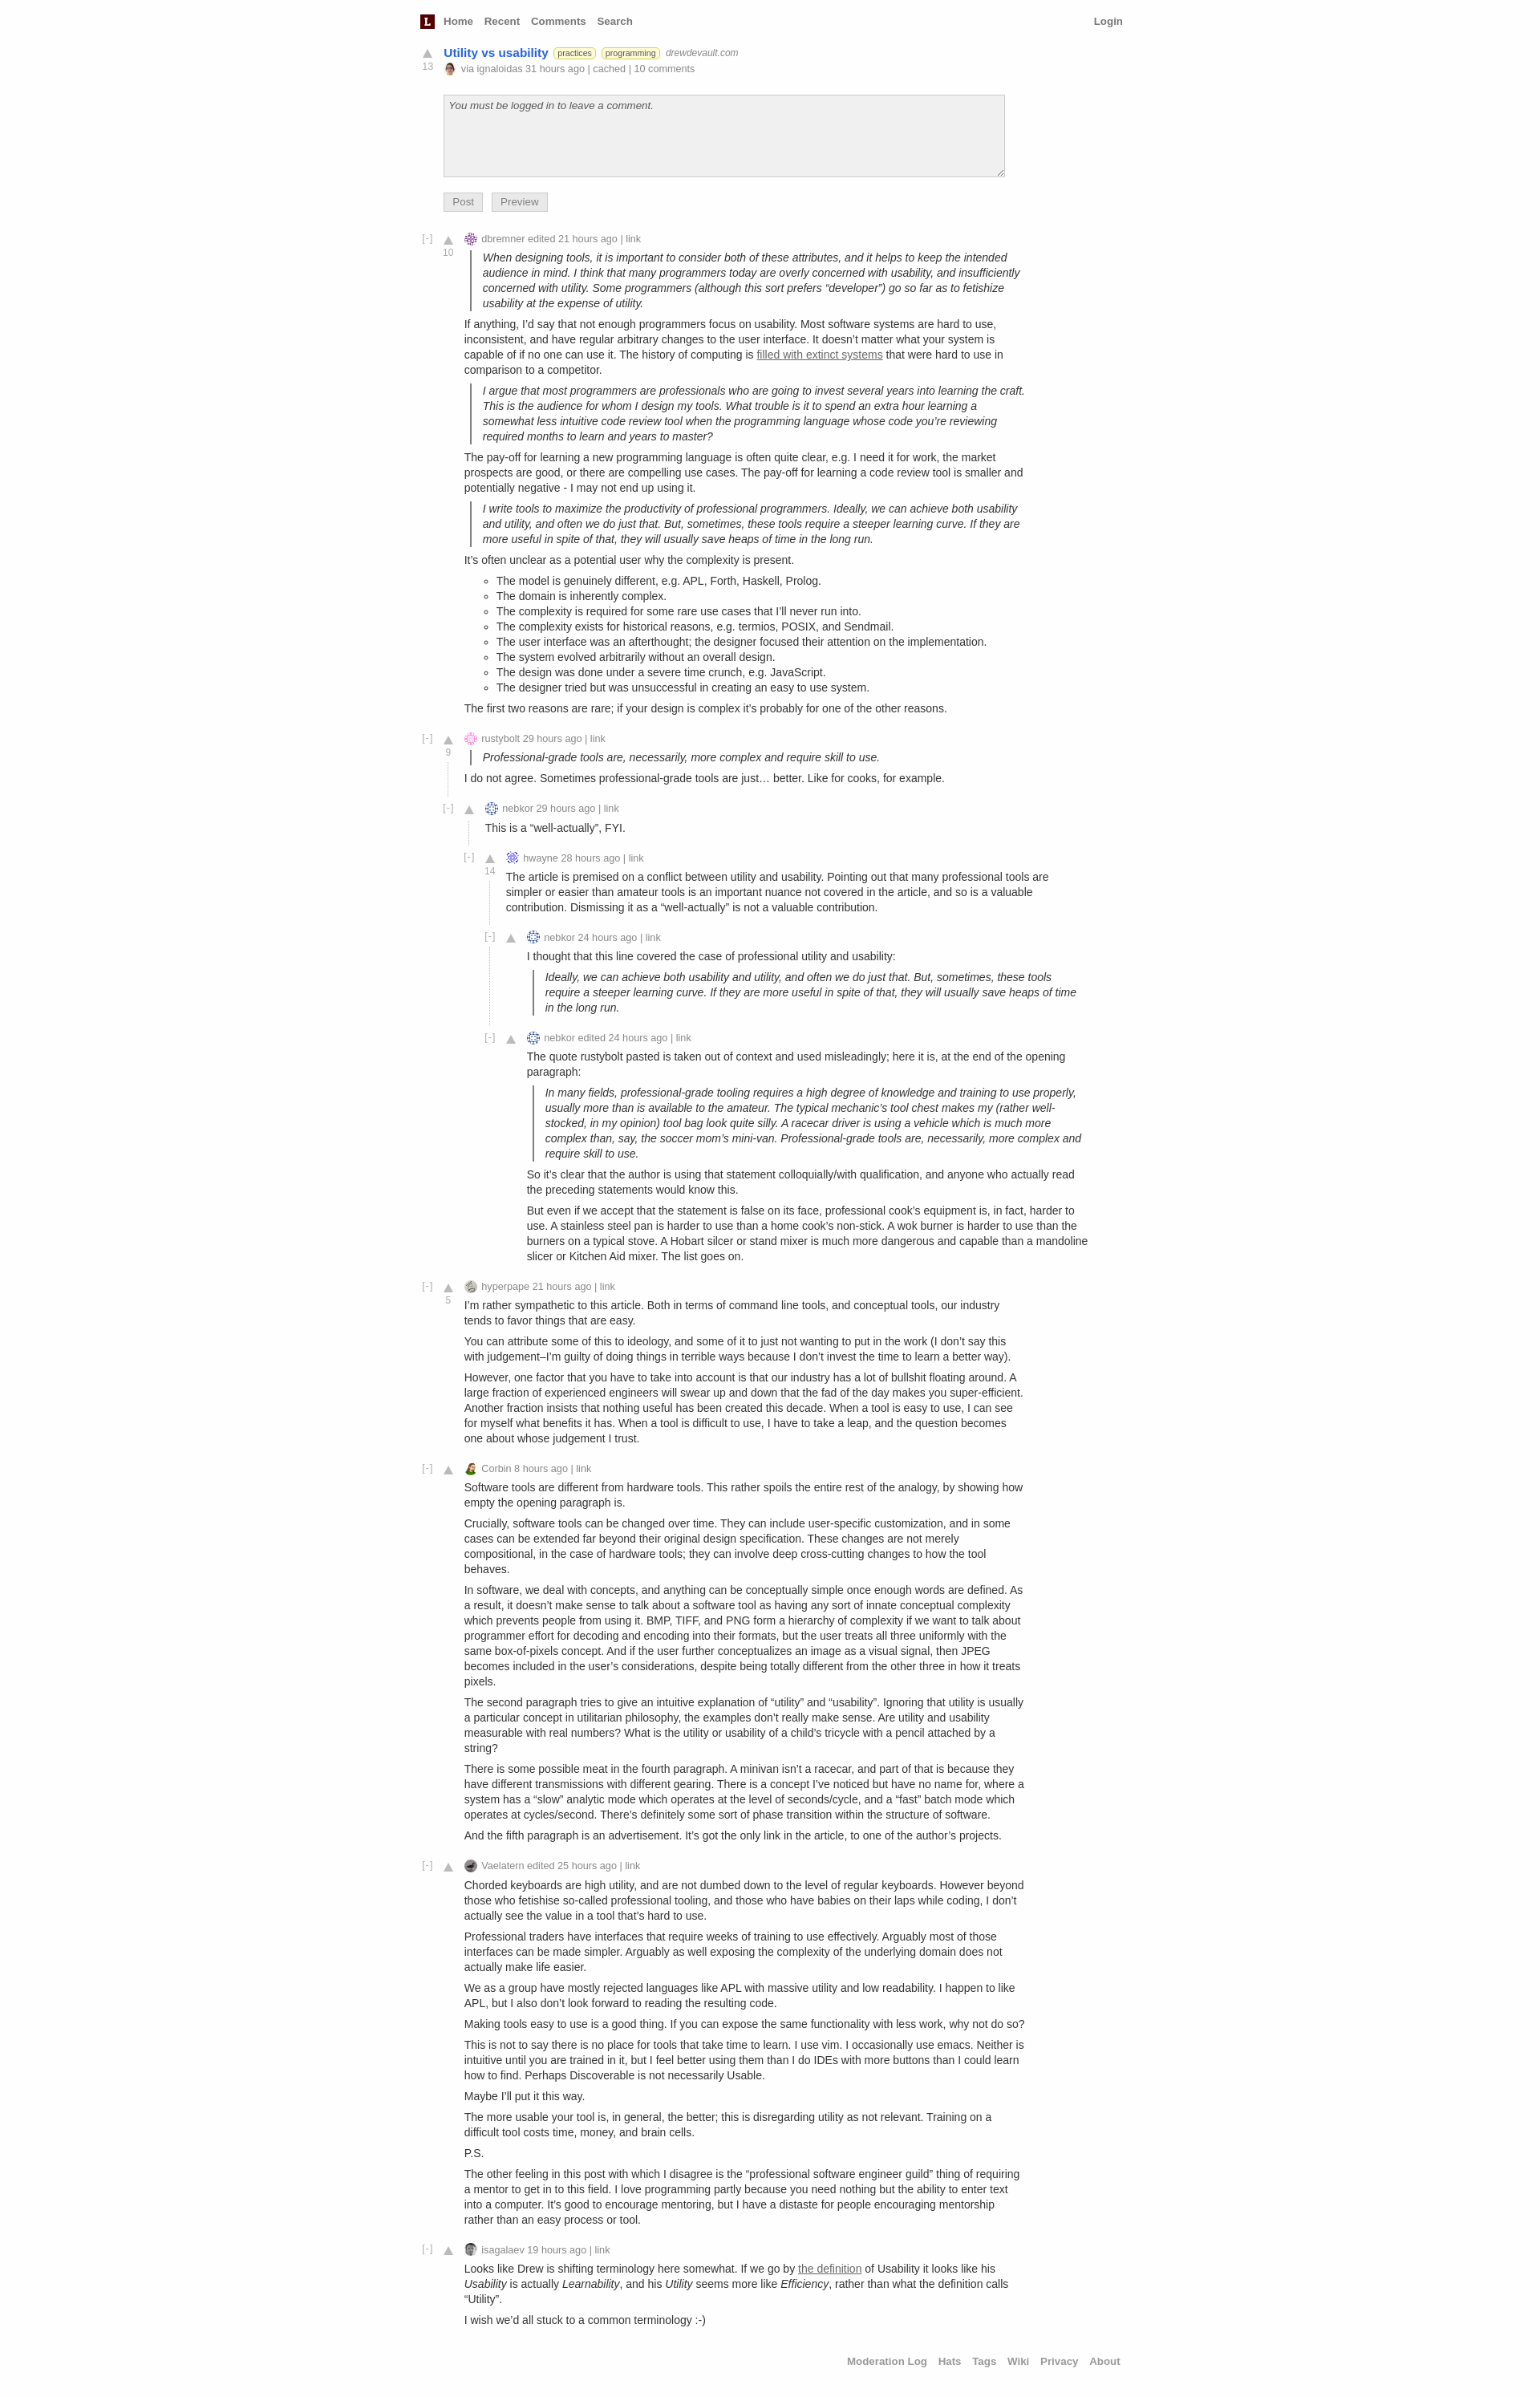 L Home Recent Comments Search Login
Utility vs usability practices programming drewdevault.com
13 via ignaloidas 31 hours ago | cached | 10 comments
You must be logged in to leave a comment.
Post Preview
[-] dbremner edited 21 hours ago | link
10
When designing tools, it is important to consider both of these attributes, and it helps to keep the intended
audience in mind. I think that many programmers today are overly concerned with usability, and insufficiently
concerned with utility. Some programmers (although this sort prefers “developer”) go so far as to fetishize
usability at the expense of utility.
If anything, I’d say that not enough programmers focus on usability. Most software systems are hard to use,
inconsistent, and have regular arbitrary changes to the user interface. It doesn’t matter what your system is
capable of if no one can use it. The history of computing is filled with extinct systems that were hard to use in
comparison to a competitor.
I argue that most programmers are professionals who are going to invest several years into learning the craft.
This is the audience for whom I design my tools. What trouble is it to spend an extra hour learning a
somewhat less intuitive code review tool when the programming language whose code you’re reviewing
required months to learn and years to master?
The pay-off for learning a new programming language is often quite clear, e.g. I need it for work, the market
prospects are good, or there are compelling use cases. The pay-off for learning a code review tool is smaller and
potentially negative - I may not end up using it.
I write tools to maximize the productivity of professional programmers. Ideally, we can achieve both usability
and utility, and often we do just that. But, sometimes, these tools require a steeper learning curve. If they are
more useful in spite of that, they will usually save heaps of time in the long run.
It’s often unclear as a potential user why the complexity is present.
The model is genuinely different, e.g. APL, Forth, Haskell, Prolog.
The domain is inherently complex.
The complexity is required for some rare use cases that I’ll never run into.
The complexity exists for historical reasons, e.g. termios, POSIX, and Sendmail.
The user interface was an afterthought; the designer focused their attention on the implementation.
The system evolved arbitrarily without an overall design.
The design was done under a severe time crunch, e.g. JavaScript.
The designer tried but was unsuccessful in creating an easy to use system.
The first two reasons are rare; if your design is complex it’s probably for one of the other reasons.
[-] rustybolt 29 hours ago | link
9
Professional-grade tools are, necessarily, more complex and require skill to use.
I do not agree. Sometimes professional-grade tools are just… better. Like for cooks, for example.
[-] nebkor 29 hours ago | link
This is a “well-actually”, FYI.
[-] hwayne 28 hours ago | link
14
The article is premised on a conflict between utility and usability. Pointing out that many professional tools are
simpler or easier than amateur tools is an important nuance not covered in the article, and so is a valuable
contribution. Dismissing it as a “well-actually” is not a valuable contribution.
[-] nebkor 24 hours ago | link
I thought that this line covered the case of professional utility and usability:
Ideally, we can achieve both usability and utility, and often we do just that. But, sometimes, these tools
require a steeper learning curve. If they are more useful in spite of that, they will usually save heaps of time
in the long run.
[-] nebkor edited 24 hours ago | link
The quote rustybolt pasted is taken out of context and used misleadingly; here it is, at the end of the opening
paragraph:
In many fields, professional-grade tooling requires a high degree of knowledge and training to use properly,
usually more than is available to the amateur. The typical mechanic’s tool chest makes my (rather well-
stocked, in my opinion) tool bag look quite silly. A racecar driver is using a vehicle which is much more
complex than, say, the soccer mom’s mini-van. Professional-grade tools are, necessarily, more complex and
require skill to use.
So it’s clear that the author is using that statement colloquially/with qualification, and anyone who actually read
the preceding statements would know this.
But even if we accept that the statement is false on its face, professional cook’s equipment is, in fact, harder to
use. A stainless steel pan is harder to use than a home cook’s non-stick. A wok burner is harder to use than the
burners on a typical stove. A Hobart silcer or stand mixer is much more dangerous and capable than a mandoline
slicer or Kitchen Aid mixer. The list goes on.
[-] hyperpape 21 hours ago | link
5
I’m rather sympathetic to this article. Both in terms of command line tools, and conceptual tools, our industry
tends to favor things that are easy.
You can attribute some of this to ideology, and some of it to just not wanting to put in the work (I don’t say this
with judgement–I’m guilty of doing things in terrible ways because I don’t invest the time to learn a better way).
However, one factor that you have to take into account is that our industry has a lot of bullshit floating around. A
large fraction of experienced engineers will swear up and down that the fad of the day makes you super-efficient.
Another fraction insists that nothing useful has been created this decade. When a tool is easy to use, I can see
for myself what benefits it has. When a tool is difficult to use, I have to take a leap, and the question becomes
one about whose judgement I trust.
[-] Corbin 8 hours ago | link
Software tools are different from hardware tools. This rather spoils the entire rest of the analogy, by showing how
empty the opening paragraph is.
Crucially, software tools can be changed over time. They can include user-specific customization, and in some
cases can be extended far beyond their original design specification. These changes are not merely
compositional, in the case of hardware tools; they can involve deep cross-cutting changes to how the tool
behaves.
In software, we deal with concepts, and anything can be conceptually simple once enough words are defined. As
a result, it doesn’t make sense to talk about a software tool as having any sort of innate conceptual complexity
which prevents people from using it. BMP, TIFF, and PNG form a hierarchy of complexity if we want to talk about
programmer effort for decoding and encoding into their formats, but the user treats all three uniformly with the
same box-of-pixels concept. And if the user further conceptualizes an image as a visual signal, then JPEG
becomes included in the user’s considerations, despite being totally different from the other three in how it treats
pixels.
The second paragraph tries to give an intuitive explanation of “utility” and “usability”. Ignoring that utility is usually
a particular concept in utilitarian philosophy, the examples don’t really make sense. Are utility and usability
measurable with real numbers? What is the utility or usability of a child’s tricycle with a pencil attached by a
string?
There is some possible meat in the fourth paragraph. A minivan isn’t a racecar, and part of that is because they
have different transmissions with different gearing. There is a concept I’ve noticed but have no name for, where a
system has a “slow” analytic mode which operates at the level of seconds/cycle, and a “fast” batch mode which
operates at cycles/second. There’s definitely some sort of phase transition within the structure of software.
And the fifth paragraph is an advertisement. It’s got the only link in the article, to one of the author’s projects.
[-] Vaelatern edited 25 hours ago | link
Chorded keyboards are high utility, and are not dumbed down to the level of regular keyboards. However beyond
those who fetishise so-called professional tooling, and those who have babies on their laps while coding, I don’t
actually see the value in a tool that’s hard to use.
Professional traders have interfaces that require weeks of training to use effectively. Arguably most of those
interfaces can be made simpler. Arguably as well exposing the complexity of the underlying domain does not
actually make life easier.
We as a group have mostly rejected languages like APL with massive utility and low readability. I happen to like
APL, but I also don’t look forward to reading the resulting code.
Making tools easy to use is a good thing. If you can expose the same functionality with less work, why not do so?
This is not to say there is no place for tools that take time to learn. I use vim. I occasionally use emacs. Neither is
intuitive until you are trained in it, but I feel better using them than I do IDEs with more buttons than I could learn
how to find. Perhaps Discoverable is not necessarily Usable.
Maybe I’ll put it this way.
The more usable your tool is, in general, the better; this is disregarding utility as not relevant. Training on a
difficult tool costs time, money, and brain cells.
P.S.
The other feeling in this post with which I disagree is the “professional software engineer guild” thing of requiring
a mentor to get in to this field. I love programming partly because you need nothing but the ability to enter text
into a computer. It’s good to encourage mentoring, but I have a distaste for people encouraging mentorship
rather than an easy process or tool.
[-] isagalaev 19 hours ago | link
Looks like Drew is shifting terminology here somewhat. If we go by the definition of Usability it looks like his
Usability is actually Learnability, and his Utility seems more like Efficiency, rather than what the definition calls
“Utility”.
I wish we’d all stuck to a common terminology :-)
Moderation Log Hats Tags Wiki Privacy About